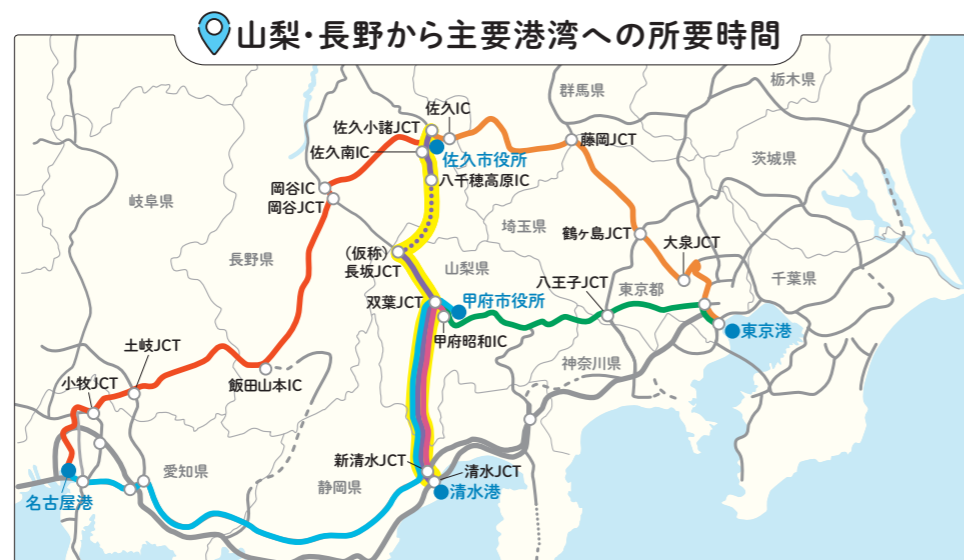 山梨・長野から主要港湾への所要時間
栃木県
群馬県
佐久IC
佐久小諸JCT
藤岡JCT
佐久南IC
佐久市役所
茨城県
八千穂高原IC
岡谷IC
岡谷JCT
岐阜県
埼玉県
鶴ヶ島JCT
大泉JCT
長野県
(仮称)
長坂JCT
山梨県
八王子JCT
東京都
千葉県
双葉JCT
甲府市役所
甲府昭和IC
東京港
土岐JCT
神奈川県
小牧JCT
飯田山本IC
新清水JCT
清水JCT
愛知県
静岡県
清水港
名古屋港